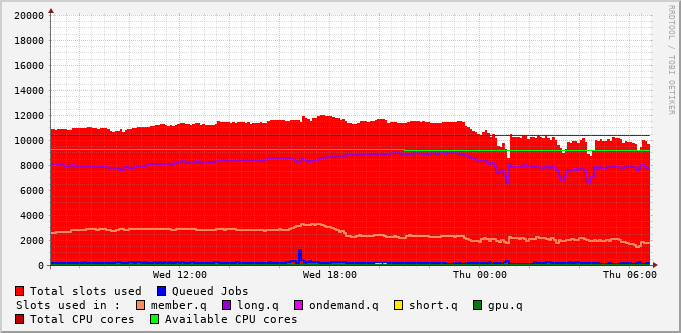 20000
18000
16000
14000
12000
10000
8000
6000
4000
2000
0
Wed 12:00 Wed 18:00 Thu 00:00 Thu 06:00
Total slots used Queued Jobs
Slots used in : member.q long.q ondemand.q short.q gpu.q
Total CPU cores Available CPU cores
RRDTOOL / TOBI OETIKER